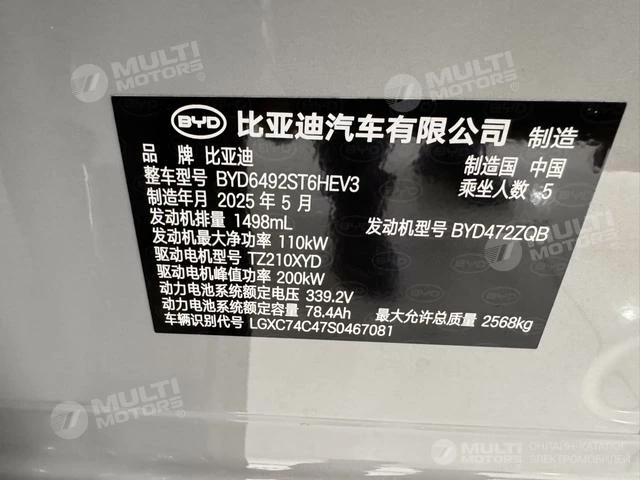 MULTI MOTORS
MULTI MOTORS
BYD 比亚迪汽车有限公司 制造
品 牌 比亚迪 制造国 中国
整车型号 BYD6492ST6HEV3 乘坐人数 5
制造年月 2025 年 5 月
发动机排量 1498mL 发动机型号 BYD472ZQB
发动机最大净功率 110kW
驱动电机型号 TZ210XYD
驱动电机峰值功率 200kW
动力电池系统额定电压 339.2V
动力电池系统额定容量 78.4Ah 最大允许总质量 2568kg
车辆识别代号 LGXC74C47S0467081
MULTI MOTORS
MULTI MOTORS
ОНЛАЙН-КАТАЛОГ
ЭЛЕКТРОМОБИЛЕЙ